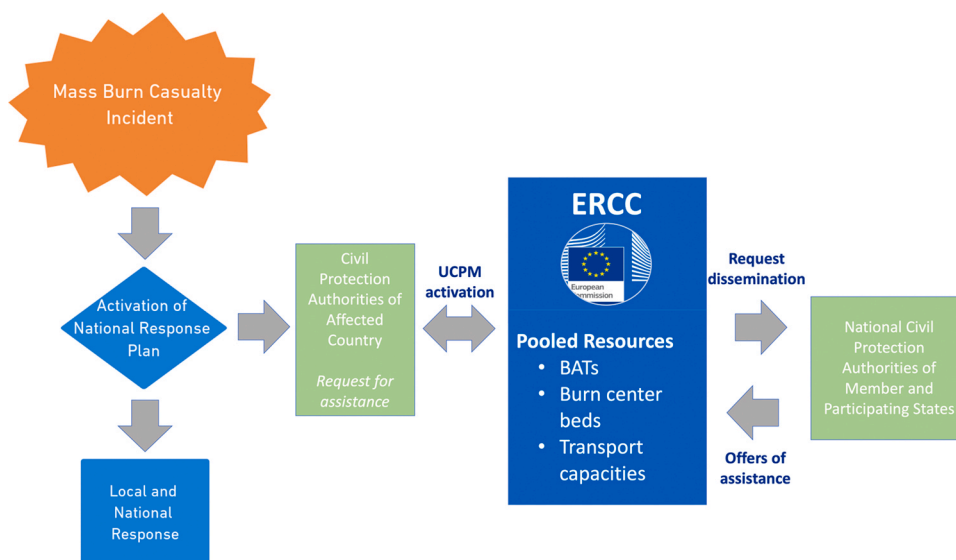 Mass Burn Casualty
Incident
Activation of
National Response
Plan
Local and
National
Response
Civil
Protection
Authorities of
Affected
Country
Request for
assistance
UCPM
activation
ERCC
European
Commission
Pooled Resources
• BATs
• Burn center
beds
• Transport
capacities
Request
dissemination
Offers of
assistance
National Civil
Protection
Authorities of
Member and
Participating States